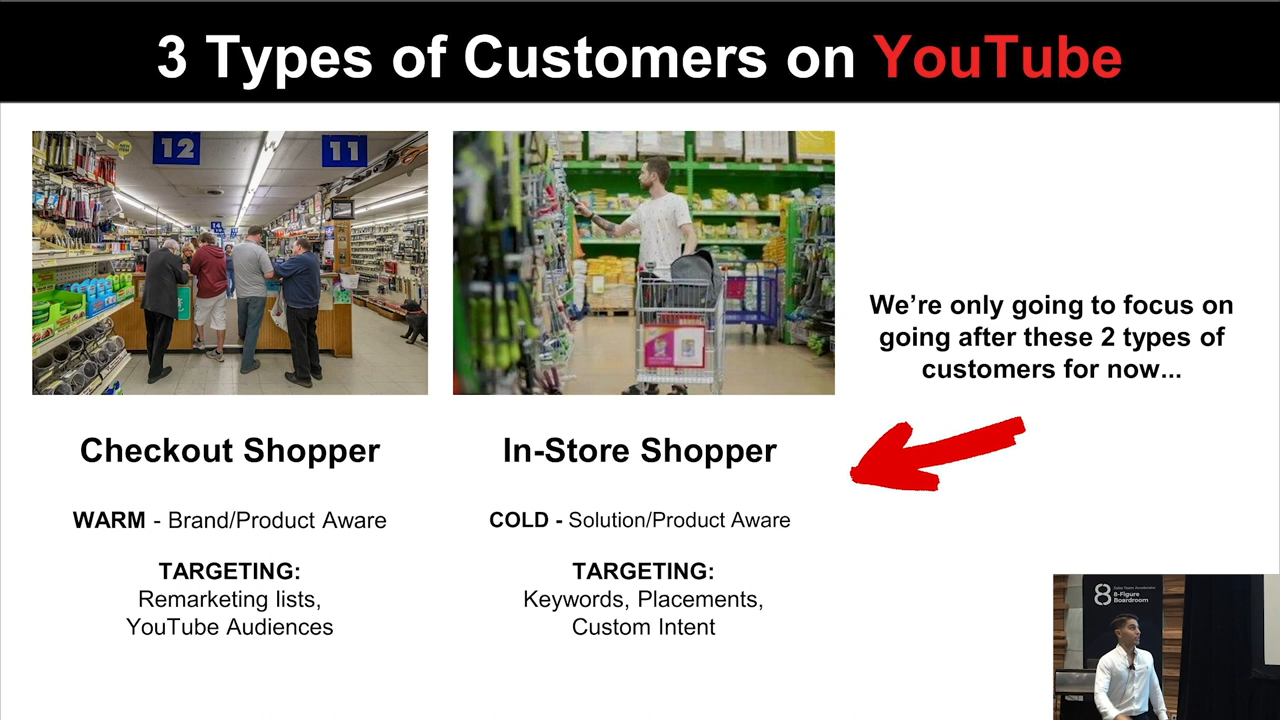 3 Types of Customers on YouTube
12
11
14
We’re only going to focus on
going after these 2 types of
customers for now...
Checkout Shopper
In-Store Shopper
WARM - Brand/Product Aware
COLD - Solution/Product Aware
TARGETING:
Remarketing lists,
YouTube Audiences
TARGETING:
Keywords, Placements,
Custom Intent
8
8-Figure
Boardroom